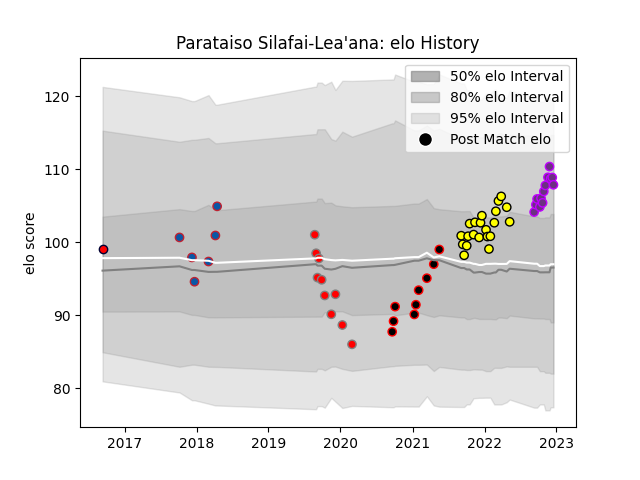 Parataiso Silafai-Lea'ana: elo History
50% elo Interval
80% elo Interval
95% elo Interval
Post Match elo
elo score
120
110
100
90
80
2017 2018 2019 2020 2021 2022 2023